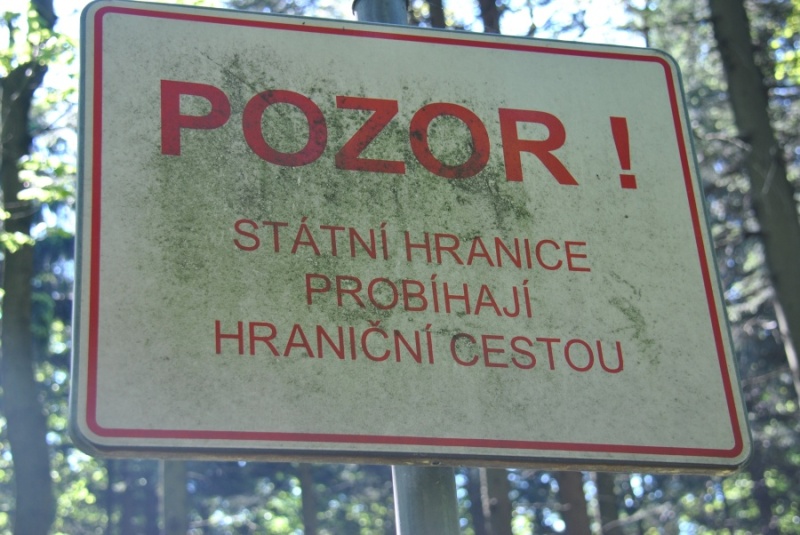 POZOR !
STÁTNÍ HRANICE
PROBÍHAJÍ
HRANIČNÍ CESTOU